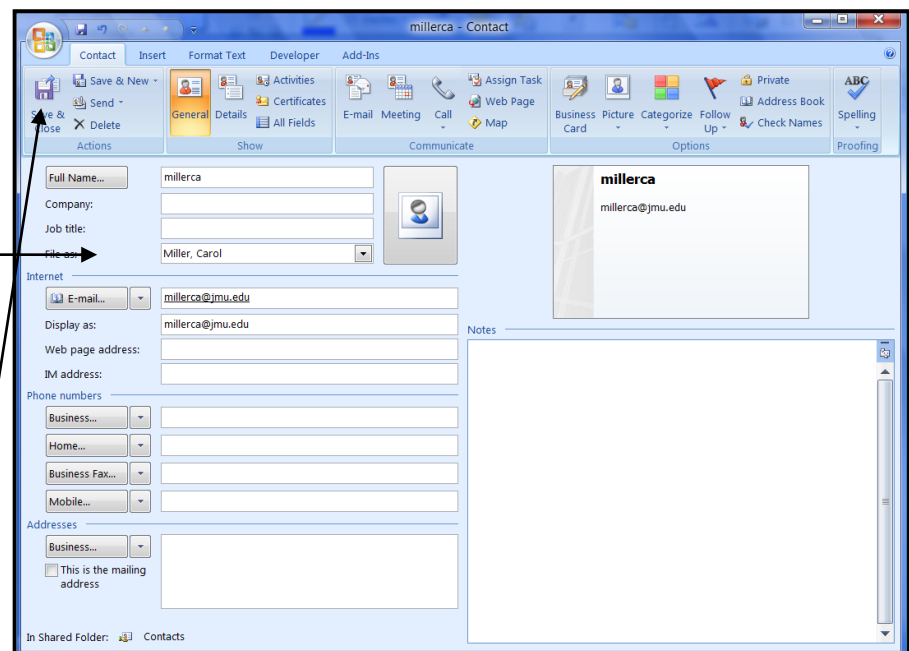 millerca - Contact
Contact Insert Format Text Developer Add-Ins
Save & Close
Save & New
Send
Delete
Actions
General
Details
Activities
Certificates
All Fields
Show
E-mail
Meeting
Call
Assign Task
Web Page
Map
Communicate
Business Card
Picture
Categorize
Follow Up
Private
Address Book
Check Names
Options
ABC
Spelling
Proofing
Full Name... millerca
Company:
Job title:
File as: Miller, Carol
millerca
millerca@jmu.edu
Internet
E-mail... millerca@jmu.edu
Display as: millerca@jmu.edu
Web page address:
IM address:
Notes
Phone numbers
Business...
Home...
Business Fax...
Mobile...
Addresses
Business...
This is the mailing
address
In Shared Folder: Contacts